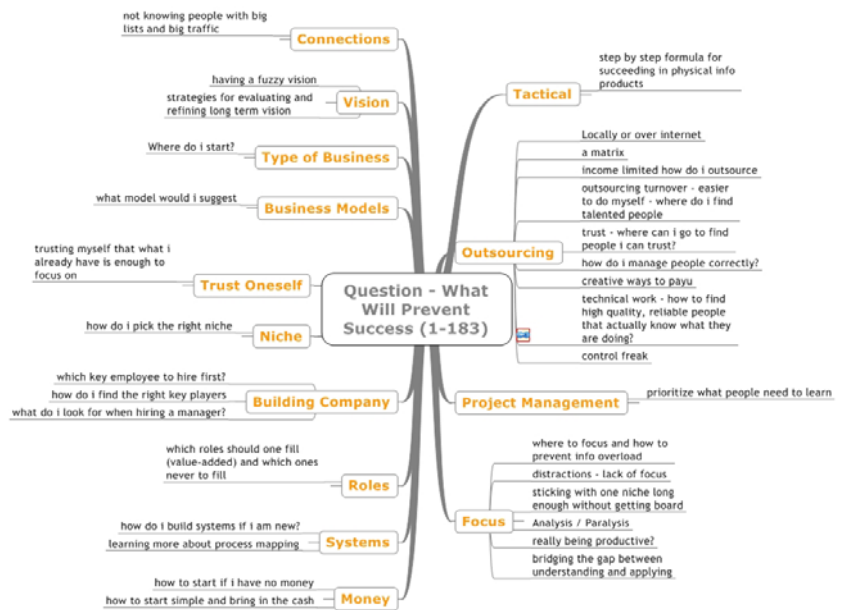 not knowing people with big
lists and big traffic
Connections
having a fuzzy vision
strategies for evaluating and
refining long term vision
Vision
Where do i start?
Type of Business
what model would i suggest
Business Models
trusting myself that what i
already have is enough to
focus on
Trust Oneself
how do i pick the right niche
Niche
which key employee to hire first?
how do i find the right key players
what do i look for when hiring a manager?
Building Company
which roles should one fill
(value-added) and which ones
never to fill
Roles
how do i build systems if i am new?
learning more about process mapping
Systems
how to start if i have no money
how to start simple and bring in the cash
Money
Question - What
Will Prevent
Success (1-183)
Tactical
step by step formula for
succeeding in physical info
products
Outsourcing
Locally or over internet
a matrix
income limited how do i outsource
outsourcing turnover - easier
to do myself - where do i find
talented people
trust - where can i go to find
people i can trust?
how do i manage people correctly?
creative ways to payu
technical work - how to find
high quality, reliable people
that actually know what they
are doing?
control freak
Project Management
prioritize what people need to learn
Focus
where to focus and how to
prevent info overload
distractions - lack of focus
sticking with one niche long
enough without getting board
Analysis / Paralysis
really being productive?
bridging the gap between
understanding and applying